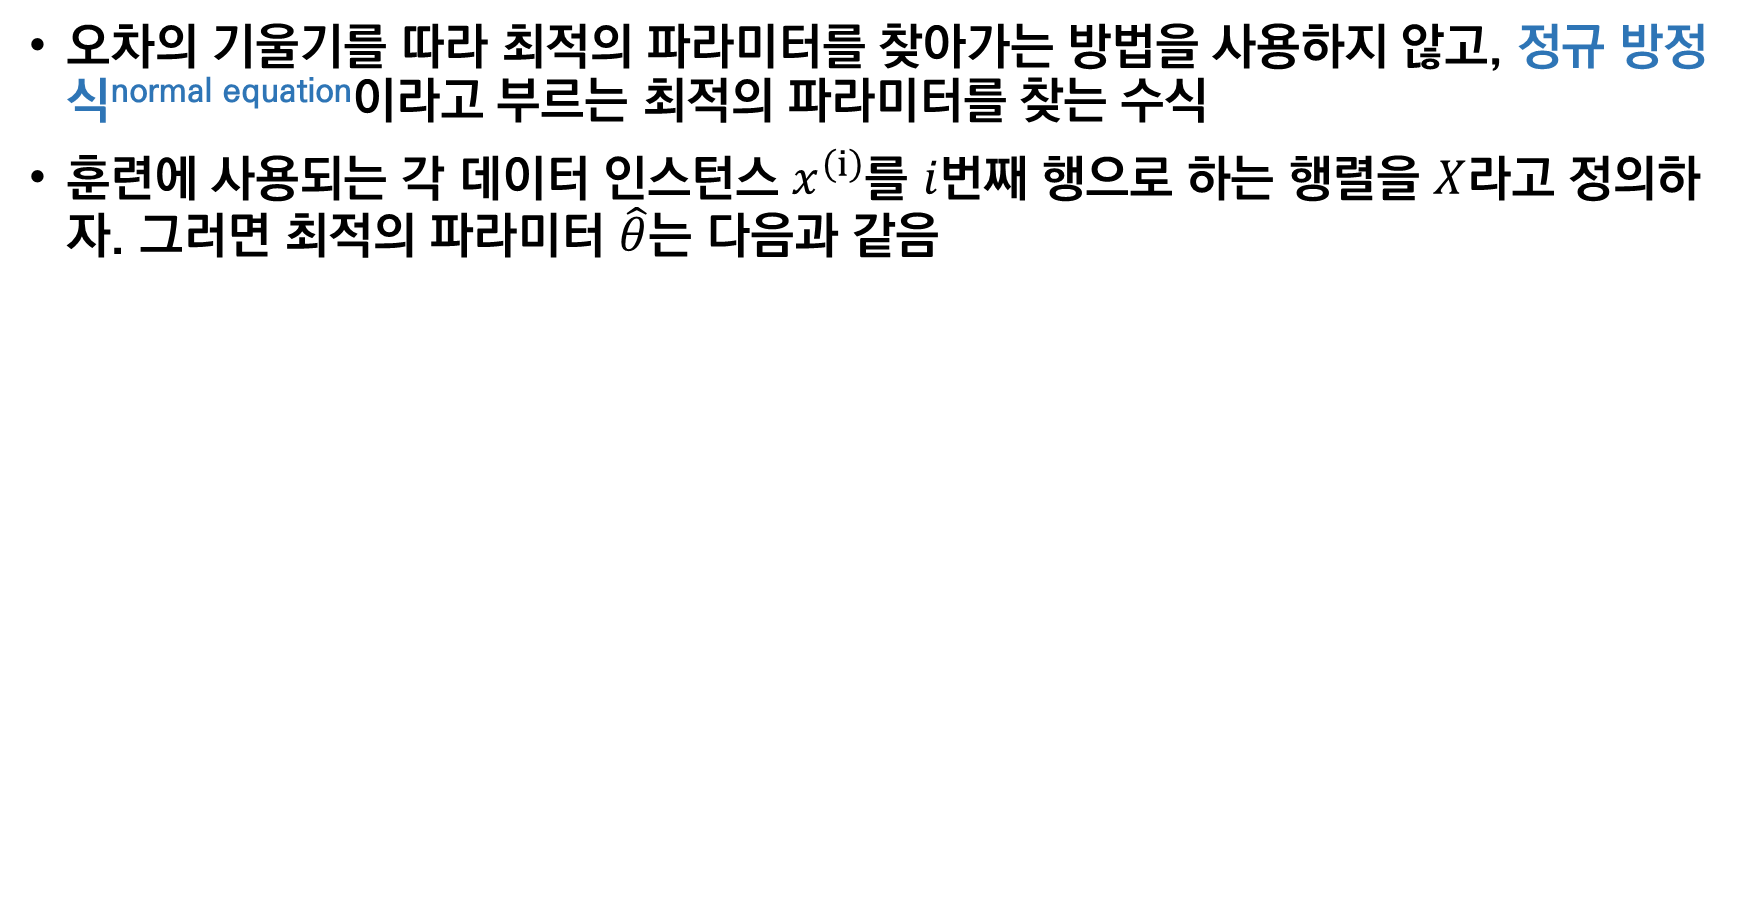 • 오차의 기울기를 따라 최적의 파라미터를 찾아가는 방법을 사용하지 않고, 정규 방정
식normal equation이라고 부르는 최적의 파라미터를 찾는 수식
• 훈련에 사용되는 각 데이터 인스턴스 x⁽ⁱ⁾를 i번째 행으로 하는 행렬을 X라고 정의하
자. 그러면 최적의 파라미터 θ̂는 다음과 같음